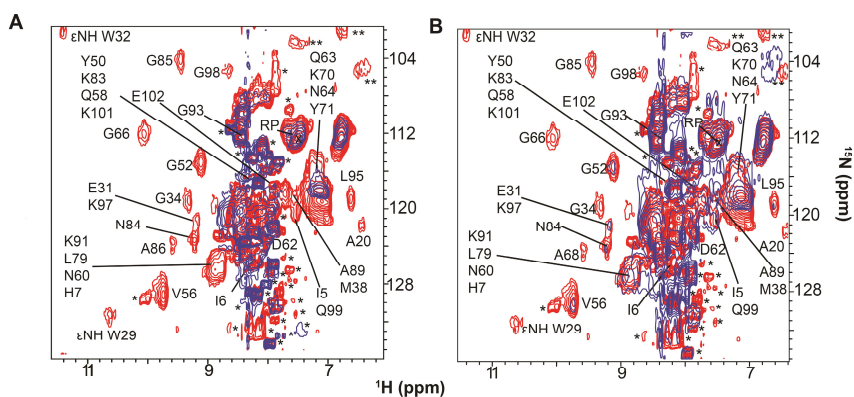 A
εNH W32
Y50
K83
Q58
K101
E102
G85
G98
G93
RP
Q63
K70
N64
Y71
**
**
**
*
*
*
104
112
120
128
G66
G52
G34
E31
K97
N84
A86
K91
L79
N60
H7
V56
εNH W29
I6
D62
I5
Q99
A89
M38
L95
A20
11
9
7
¹H (ppm)
B
εNH W32
Y50
K83
Q58
K101
E102
G85
G98
G93
RP
Q63
K70
N64
Y71
**
**
**
*
*
*
104
112
120
128
¹⁵N (ppm)
G66
G52
G34
E31
K97
N04
A68
K91
L79
N60
H7
V56
εNH W29
I6
D62
I5
Q99
A89
M38
L95
A20
11
9
7